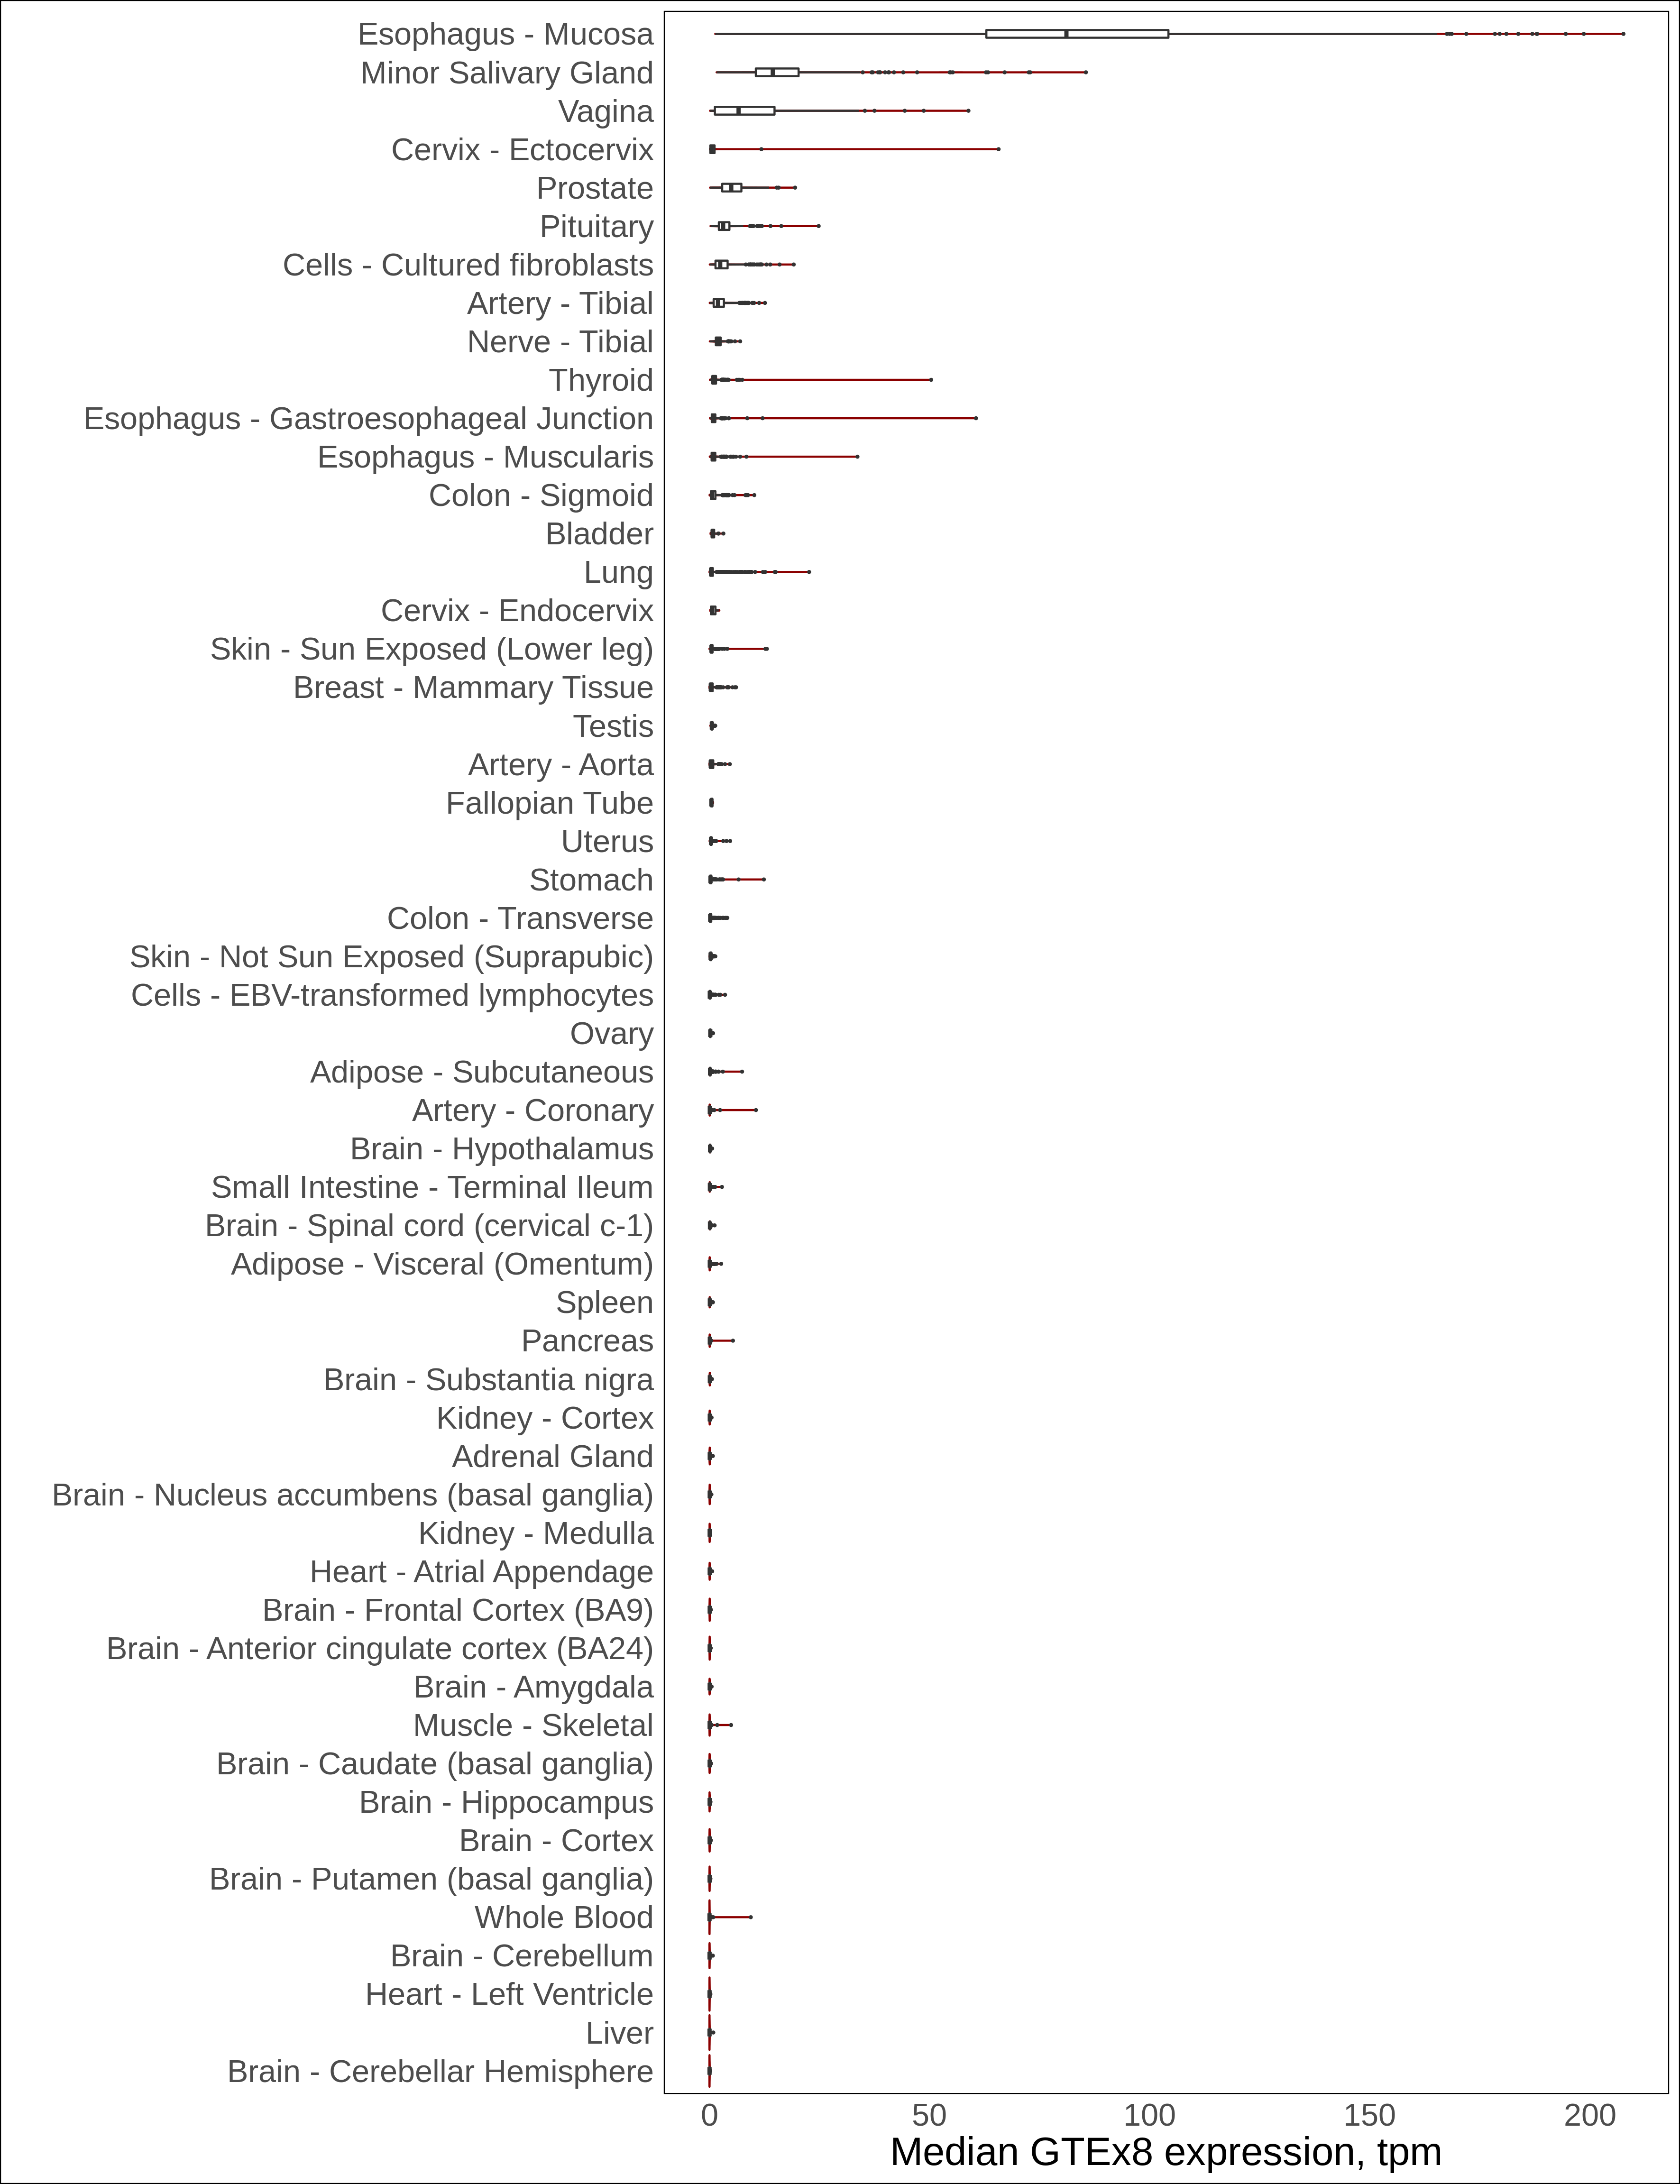 Esophagus - Mucosa
Minor Salivary Gland
Vagina
Cervix - Ectocervix
Prostate
Pituitary
Cells - Cultured fibroblasts
Artery - Tibial
Nerve - Tibial
Thyroid
Esophagus - Gastroesophageal Junction
Esophagus - Muscularis
Colon - Sigmoid
Bladder
Lung
Cervix - Endocervix
Skin - Sun Exposed (Lower leg)
Breast - Mammary Tissue
Testis
Artery - Aorta
Fallopian Tube
Uterus
Stomach
Colon - Transverse
Skin - Not Sun Exposed (Suprapubic)
Cells - EBV-transformed lymphocytes
Ovary
Adipose - Subcutaneous
Artery - Coronary
Brain - Hypothalamus
Small Intestine - Terminal Ileum
Brain - Spinal cord (cervical c-1)
Adipose - Visceral (Omentum)
Spleen
Pancreas
Brain - Substantia nigra
Kidney - Cortex
Adrenal Gland
Brain - Nucleus accumbens (basal ganglia)
Kidney - Medulla
Heart - Atrial Appendage
Brain - Frontal Cortex (BA9)
Brain - Anterior cingulate cortex (BA24)
Brain - Amygdala
Muscle - Skeletal
Brain - Caudate (basal ganglia)
Brain - Hippocampus
Brain - Cortex
Brain - Putamen (basal ganglia)
Whole Blood
Brain - Cerebellum
Heart - Left Ventricle
Liver
Brain - Cerebellar Hemisphere
0 50 100 150 200
Median GTEx8 expression, tpm